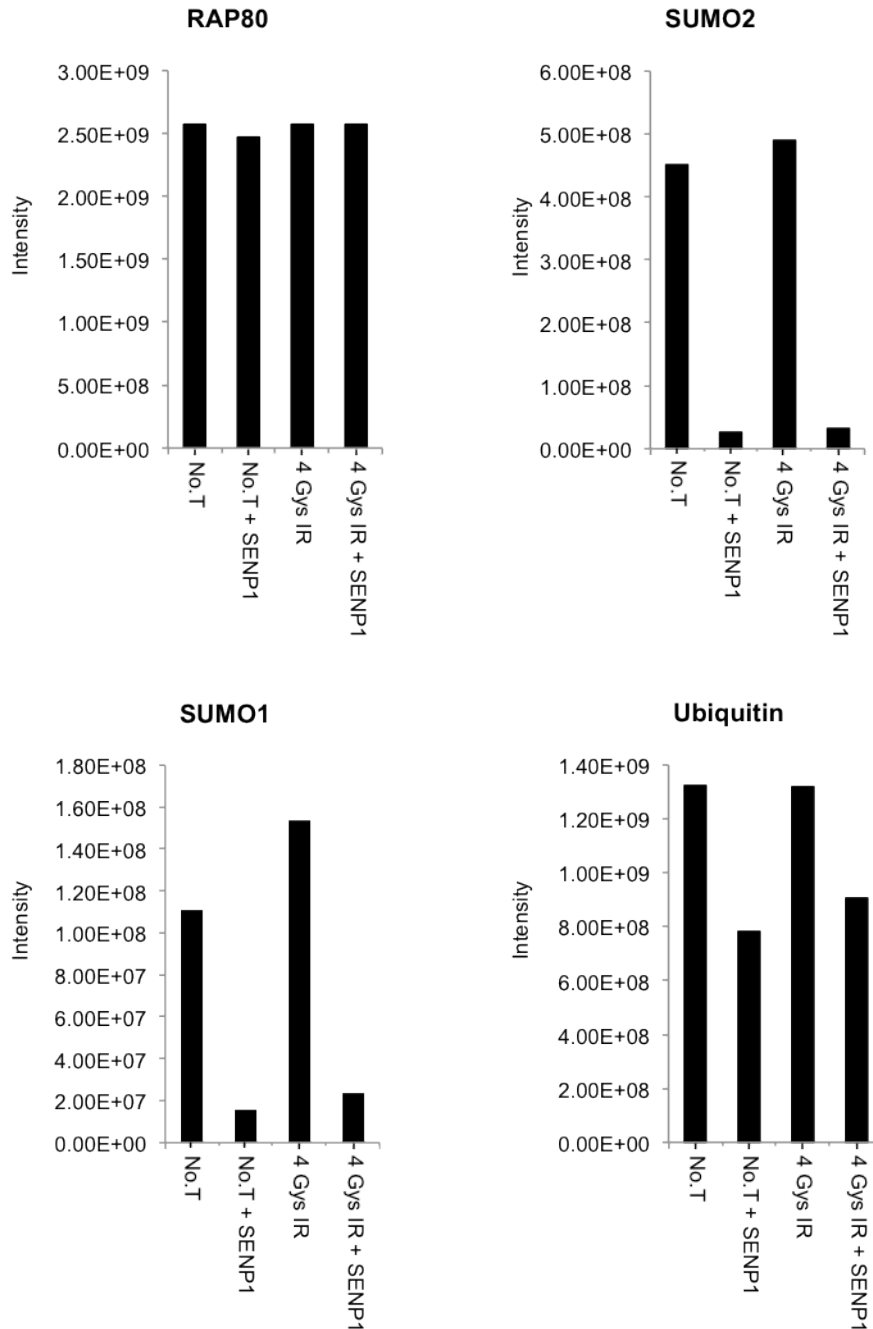 RAP80
3.00E+09
2.50E+09
2.00E+09
1.50E+09
1.00E+09
5.00E+08
0.00E+00
Intensity
No.T
No.T + SENP1
4 Gys IR
4 Gys IR + SENP1
SUMO2
6.00E+08
5.00E+08
4.00E+08
3.00E+08
2.00E+08
1.00E+08
0.00E+00
Intensity
No.T
No.T + SENP1
4 Gys IR
4 Gys IR + SENP1
SUMO1
1.80E+08
1.60E+08
1.40E+08
1.20E+08
1.00E+08
8.00E+07
6.00E+07
4.00E+07
2.00E+07
0.00E+00
Intensity
No.T
No.T + SENP1
4 Gys IR
4 Gys IR + SENP1
Ubiquitin
1.40E+09
1.20E+09
1.00E+09
8.00E+08
6.00E+08
4.00E+08
2.00E+08
0.00E+00
Intensity
No.T
No.T + SENP1
4 Gys IR
4 Gys IR + SENP1